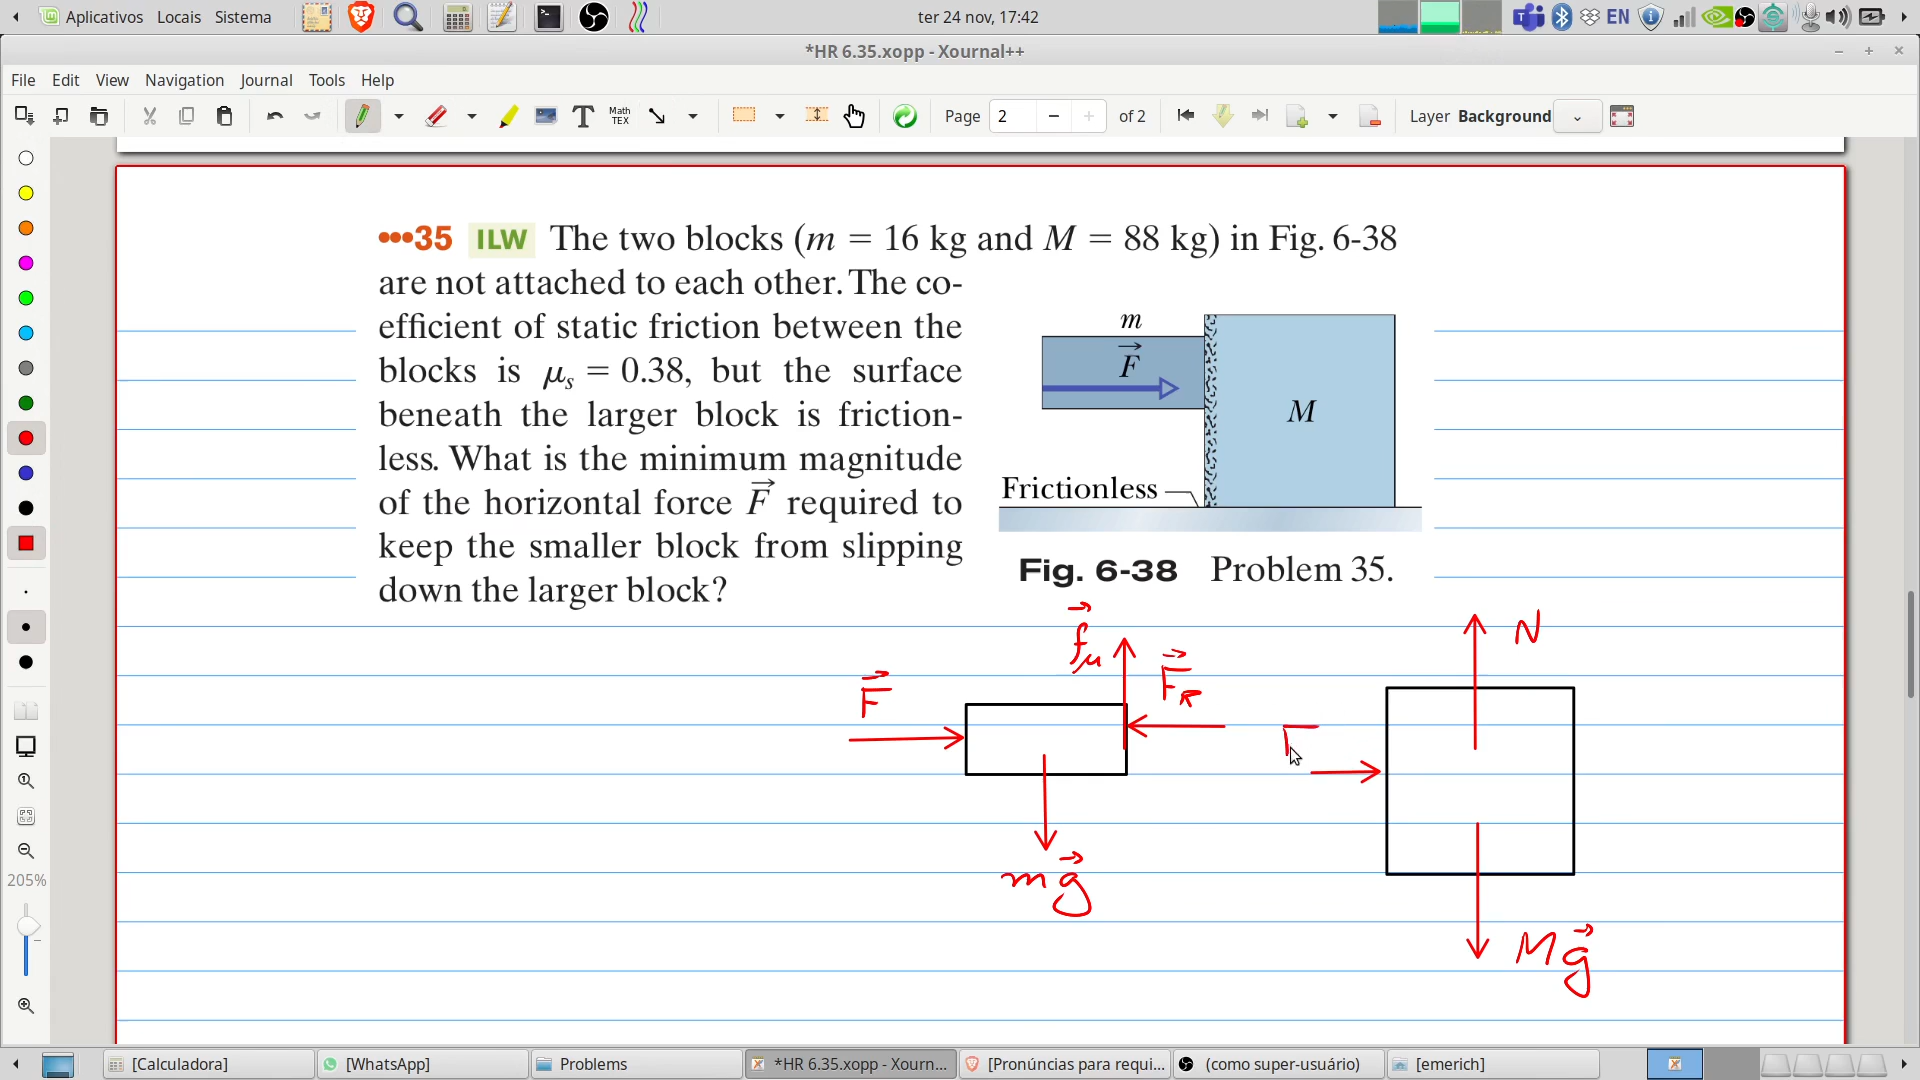 Aplicativos Locais Sistema
ter 24 nov, 17:42
EN
*HR 6.35.xopp - Xournal++
File Edit View Navigation Journal Tools Help
Math
TEX
Page 2 of 2 Layer Background
•••35 ILW The two blocks (m = 16 kg and M = 88 kg) in Fig. 6-38
are not attached to each other. The co-
efficient of static friction between the
blocks is μs = 0.38, but the surface
beneath the larger block is friction-
less. What is the minimum magnitude
of the horizontal force F⃗ required to
keep the smaller block from slipping
down the larger block?
m
F⃗
M
Frictionless
Fig. 6-38 Problem 35.
f⃗μ
F⃗
F⃗R
N
mg⃗
Mg⃗
205%
[Calculadora]
[WhatsApp]
Problems
*HR 6.35.xopp - Xourn...
[Pronúncias para requi...
(como super-usuário)
[emerich]